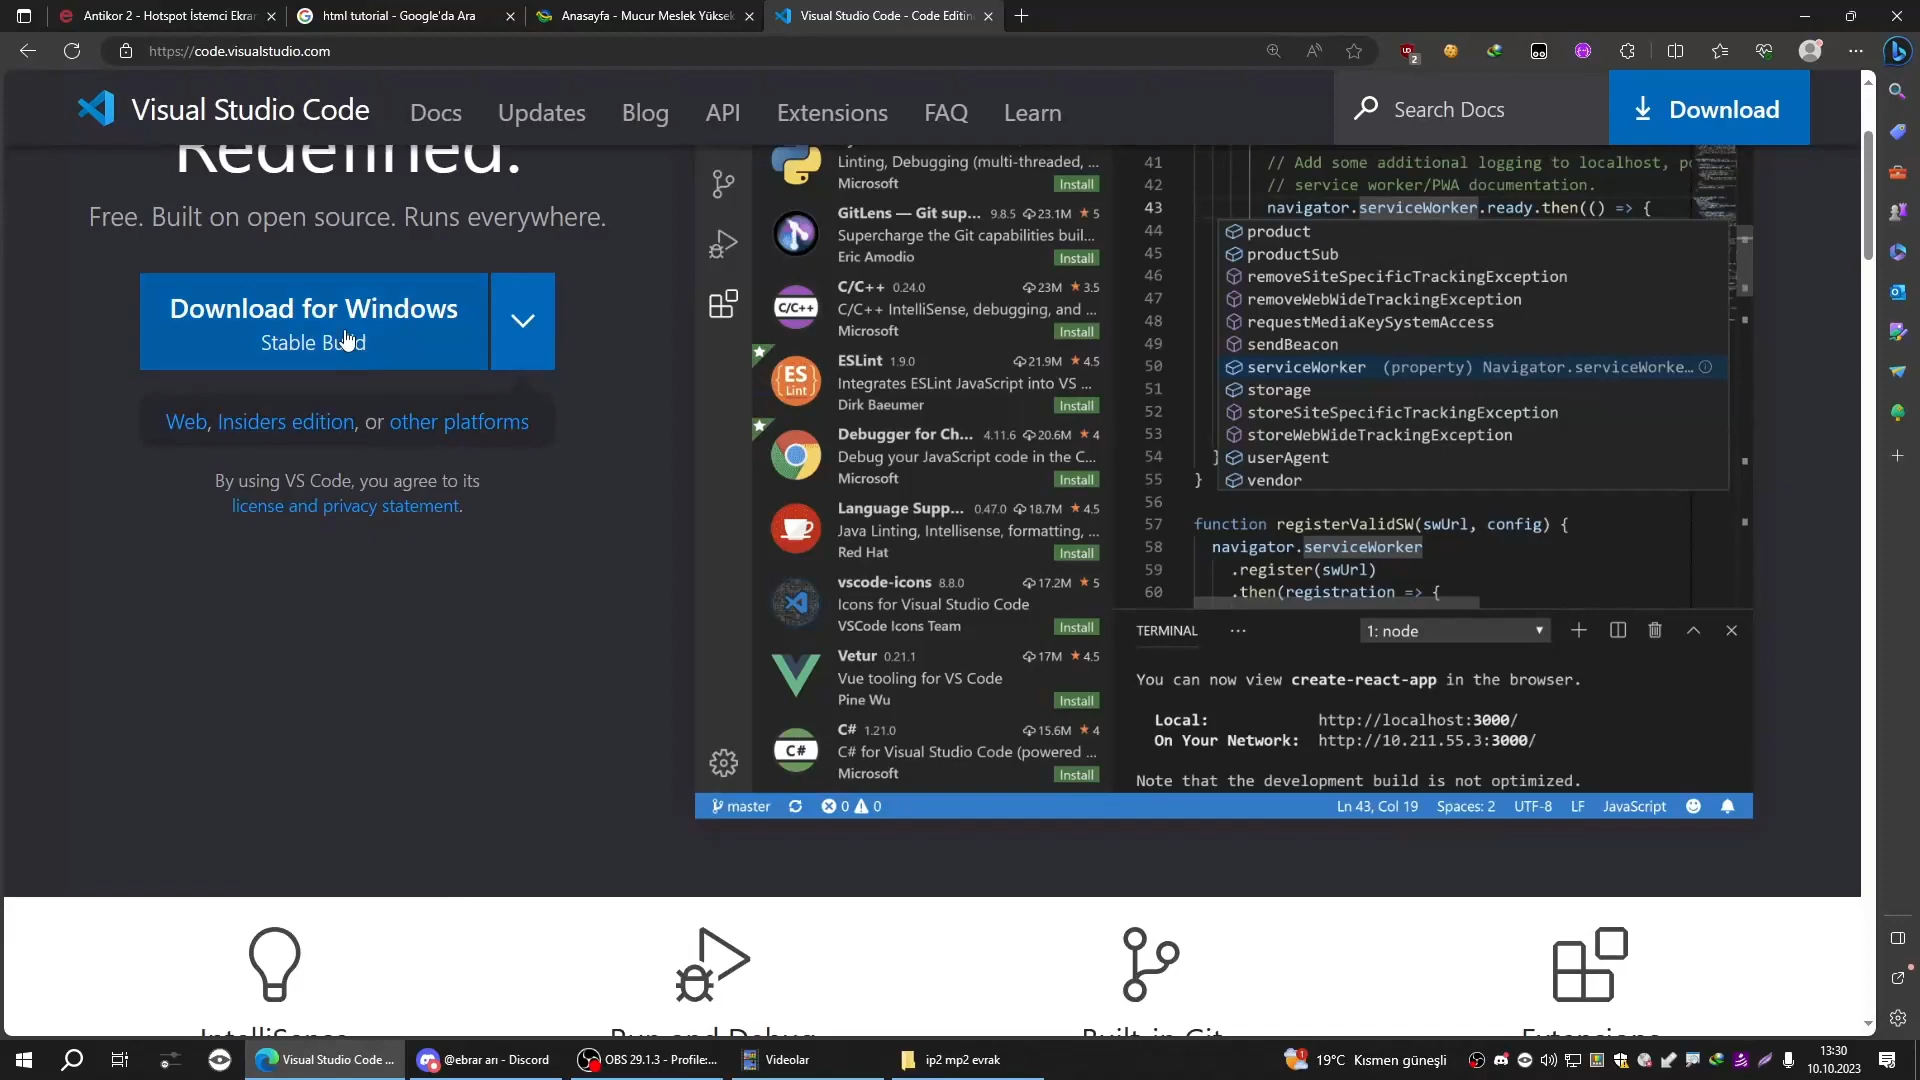 Antikor 2 - Hotspot İstemci Ekra
html tutorial - Google'da Ara
Anasayfa - Mucur Meslek Yüksek
Visual Studio Code - Code Editin
https://code.visualstudio.com
2
Visual Studio Code
Docs
Updates
Blog
API
Extensions
FAQ
Learn
Search Docs
Download
Redefined.
Free. Built on open source. Runs everywhere.
Download for Windows
Stable Build
Web, Insiders edition, or other platforms
By using VS Code, you agree to its
license and privacy statement.
Linting, Debugging (multi-threaded, ...
Microsoft
Install
GitLens — Git sup... 9.8.5 23.1M 5
Supercharge the Git capabilities buil...
Eric Amodio
Install
C/C++
C/C++ 0.24.0 23M 3.5
C/C++ IntelliSense, debugging, and ...
Microsoft
Install
ES
Lint
ESLint 1.9.0 21.9M 4.5
Integrates ESLint JavaScript into VS ...
Dirk Baeumer
Install
Debugger for Ch... 4.11.6 20.6M 4
Debug your JavaScript code in the C...
Microsoft
Install
Language Supp... 0.47.0 18.7M 4.5
Java Linting, Intellisense, formatting, ...
Red Hat
Install
vscode-icons 8.8.0 17.2M 5
Icons for Visual Studio Code
VSCode Icons Team
Install
Vetur 0.21.1 17M 4.5
Vue tooling for VS Code
Pine Wu
Install
C#
C# 1.21.0 15.6M 4
C# for Visual Studio Code (powered ...
Microsoft
Install
41 // Add some additional logging to localhost, po
42 // service worker/PWA documentation.
43 navigator.serviceWorker.ready.then(() => {
44 product
45 productSub
46 removeSiteSpecificTrackingException
47 removeWebWideTrackingException
48 requestMediaKeySystemAccess
49 sendBeacon
50 serviceWorker (property) Navigator.serviceWorke...
51 storage
52 storeSiteSpecificTrackingException
53 storeWebWideTrackingException
54 } userAgent
55 } vendor
56
57 function registerValidSW(swUrl, config) {
58 navigator.serviceWorker
59 .register(swUrl)
60 .then(registration => {
TERMINAL ...
1: node
You can now view create-react-app in the browser.
Local: http://localhost:3000/
On Your Network: http://10.211.55.3:3000/
Note that the development build is not optimized.
master 0 0
Ln 43, Col 19 Spaces: 2 UTF-8 LF JavaScript
IntelliSense
Run and Debug
Built-in Git
Extensions
Visual Studio Code ...
@ebrar arı - Discord
OBS 29.1.3 - Profile:...
Videolar
ip2 mp2 evrak
19°C Kısmen güneşli
13:30
10.10.2023